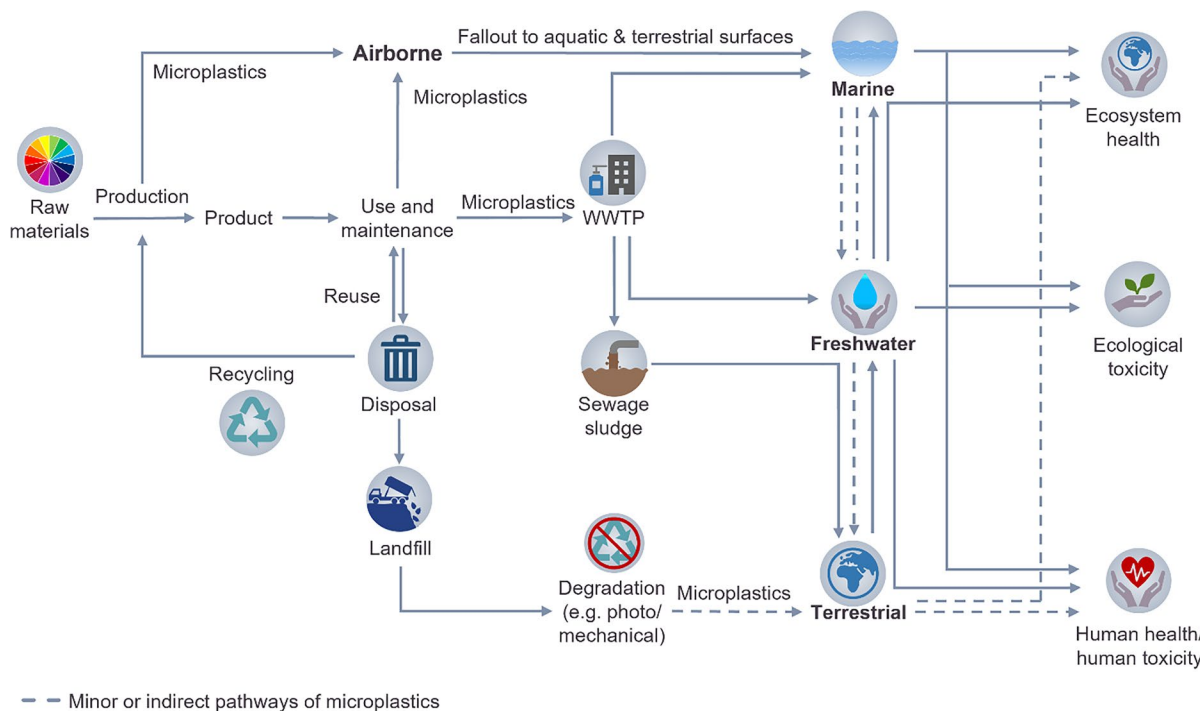 Airborne
Fallout to aquatic & terrestrial surfaces
Microplastics
Microplastics
Marine
Ecosystem
health
Raw
materials
Production
Product
Use and
maintenance
Microplastics
WWTP
Reuse
Freshwater
Ecological
toxicity
Recycling
Disposal
Sewage
sludge
Landfill
Degradation
(e.g. photo/
mechanical)
Microplastics
Terrestrial
Human health/
human toxicity
Minor or indirect pathways of microplastics